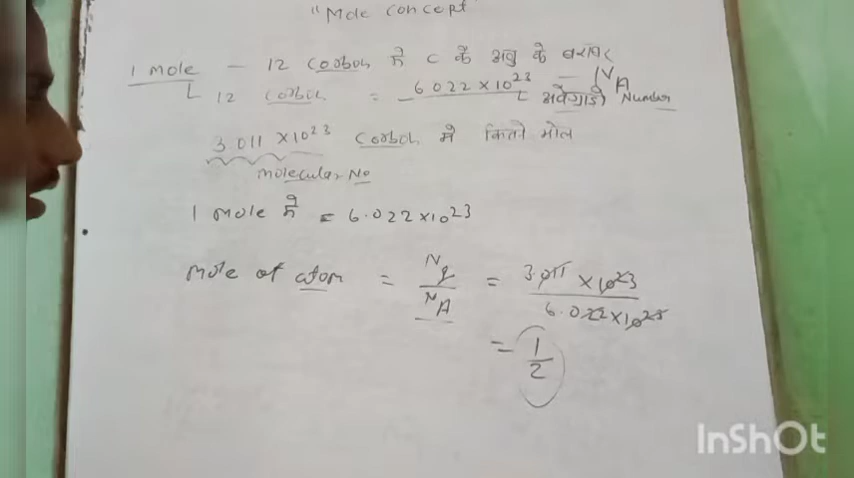 "Mole concept
1 mole — 12 Carbon में C के अणु के बराबर
12 Carbon = 6.022 × 10²³ — NA
अवेगाद्रो Number
3.011 × 10²³ Carbon में कितने मोल
molecular No
1 mole में = 6.022 × 10²³
mole of atom = Ng/NA = 3.011 × 10²³/6.022 × 10²³
= 1/2
InShOt